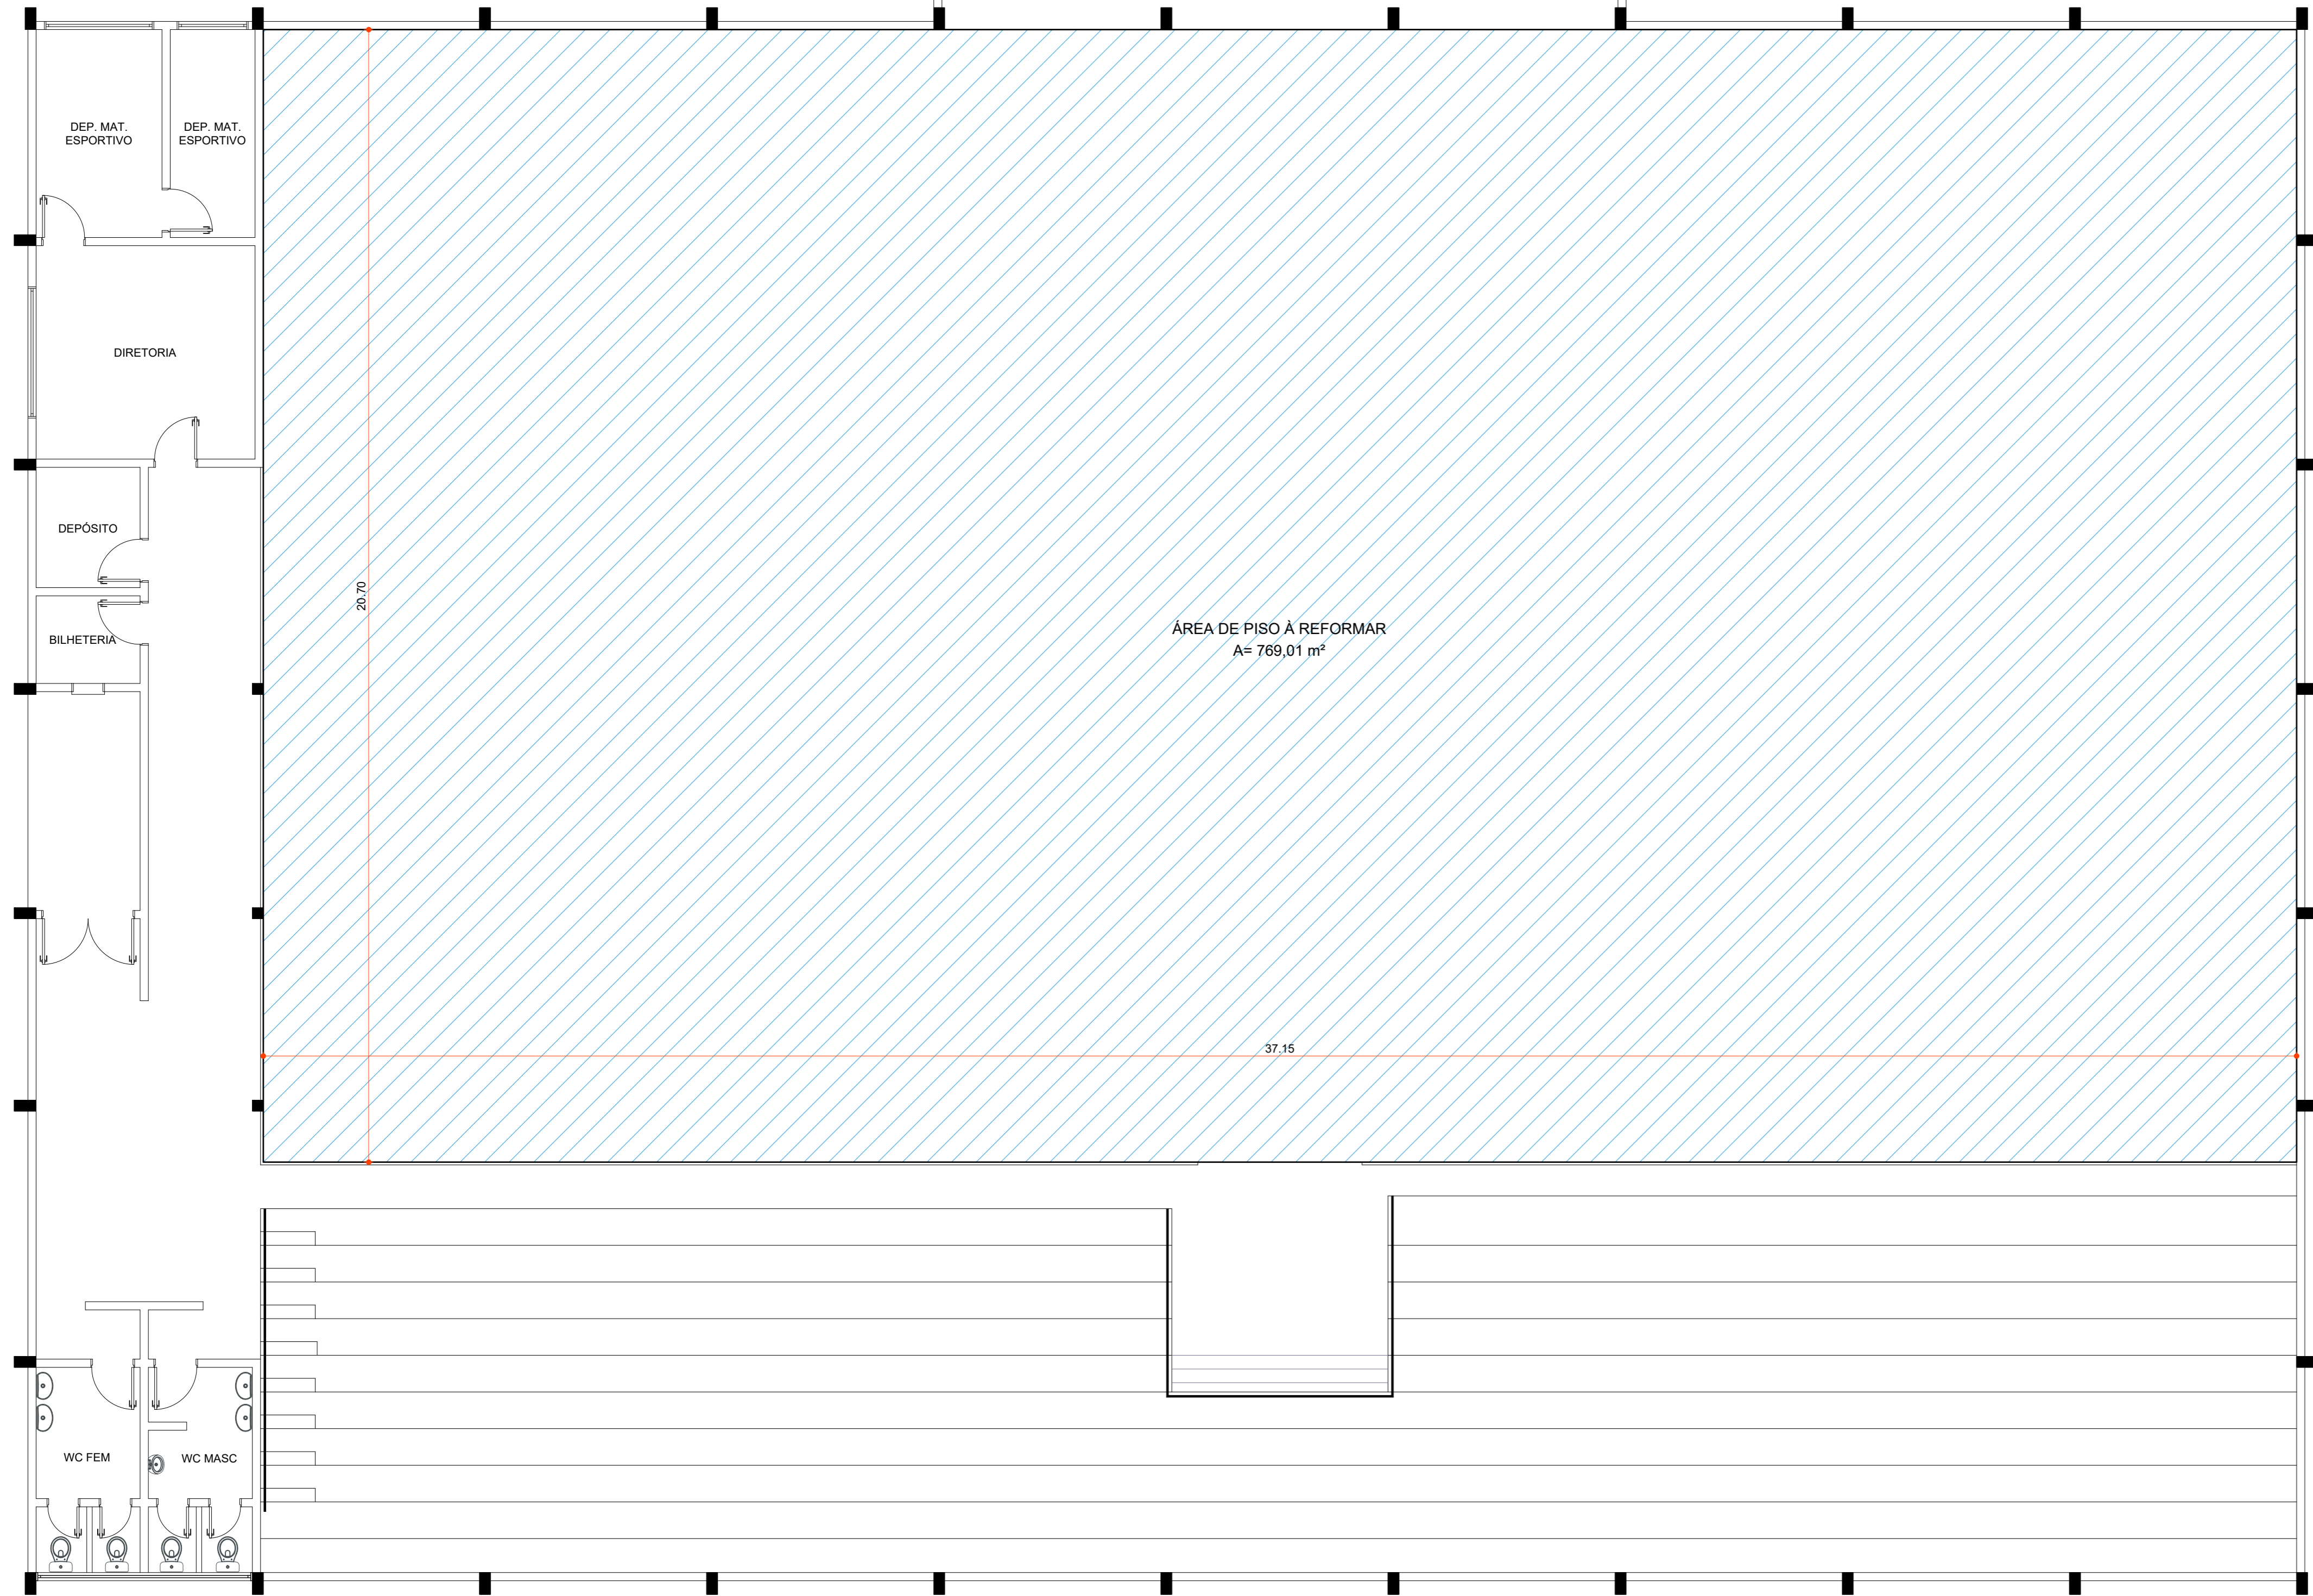 DEP. MAT.
ESPORTIVO
DEP. MAT.
ESPORTIVO
DIRETORIA
DEPÓSITO
BILHETERIA
20.70
ÁREA DE PISO À REFORMAR
A= 769,01 m²
37.15
WC FEM
WC MASC